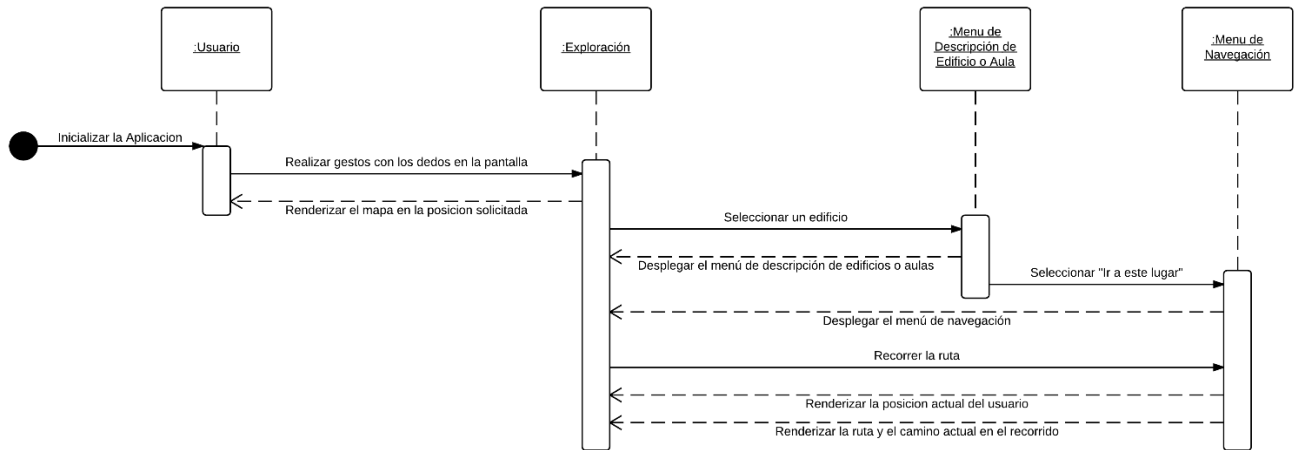 :Usuario
:Exploración
:Menu de
Descripción de
Edificio o Aula
:Menu de
Navegación
Inicializar la Aplicacion
Realizar gestos con los dedos en la pantalla
Renderizar el mapa en la posicion solicitada
Seleccionar un edificio
Desplegar el menú de descripción de edificios o aulas
Seleccionar "Ir a este lugar"
Desplegar el menú de navegación
Recorrer la ruta
Renderizar la posicion actual del usuario
Renderizar la ruta y el camino actual en el recorrido